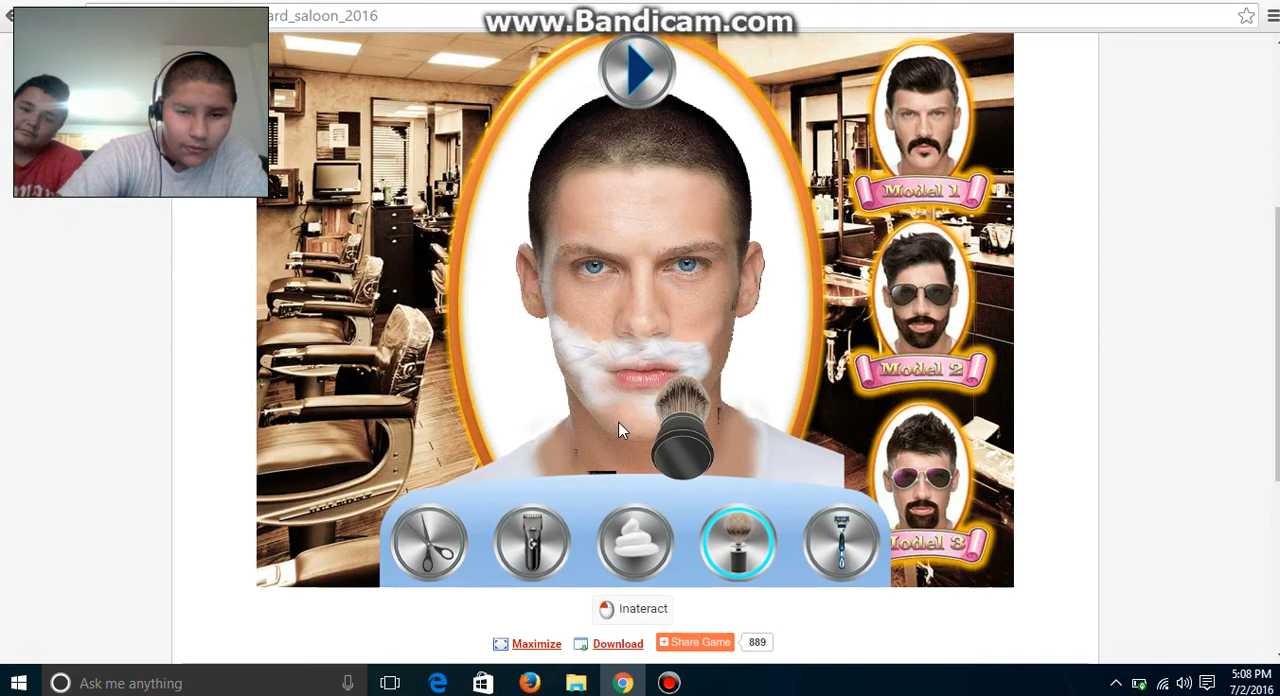 ard_saloon_2016
www.Bandicam.com
Model 1
Model 2
Model 3
Inateract
Maximize
Download
Share Game
889
Ask me anything
5:08 PM
7/2/2016